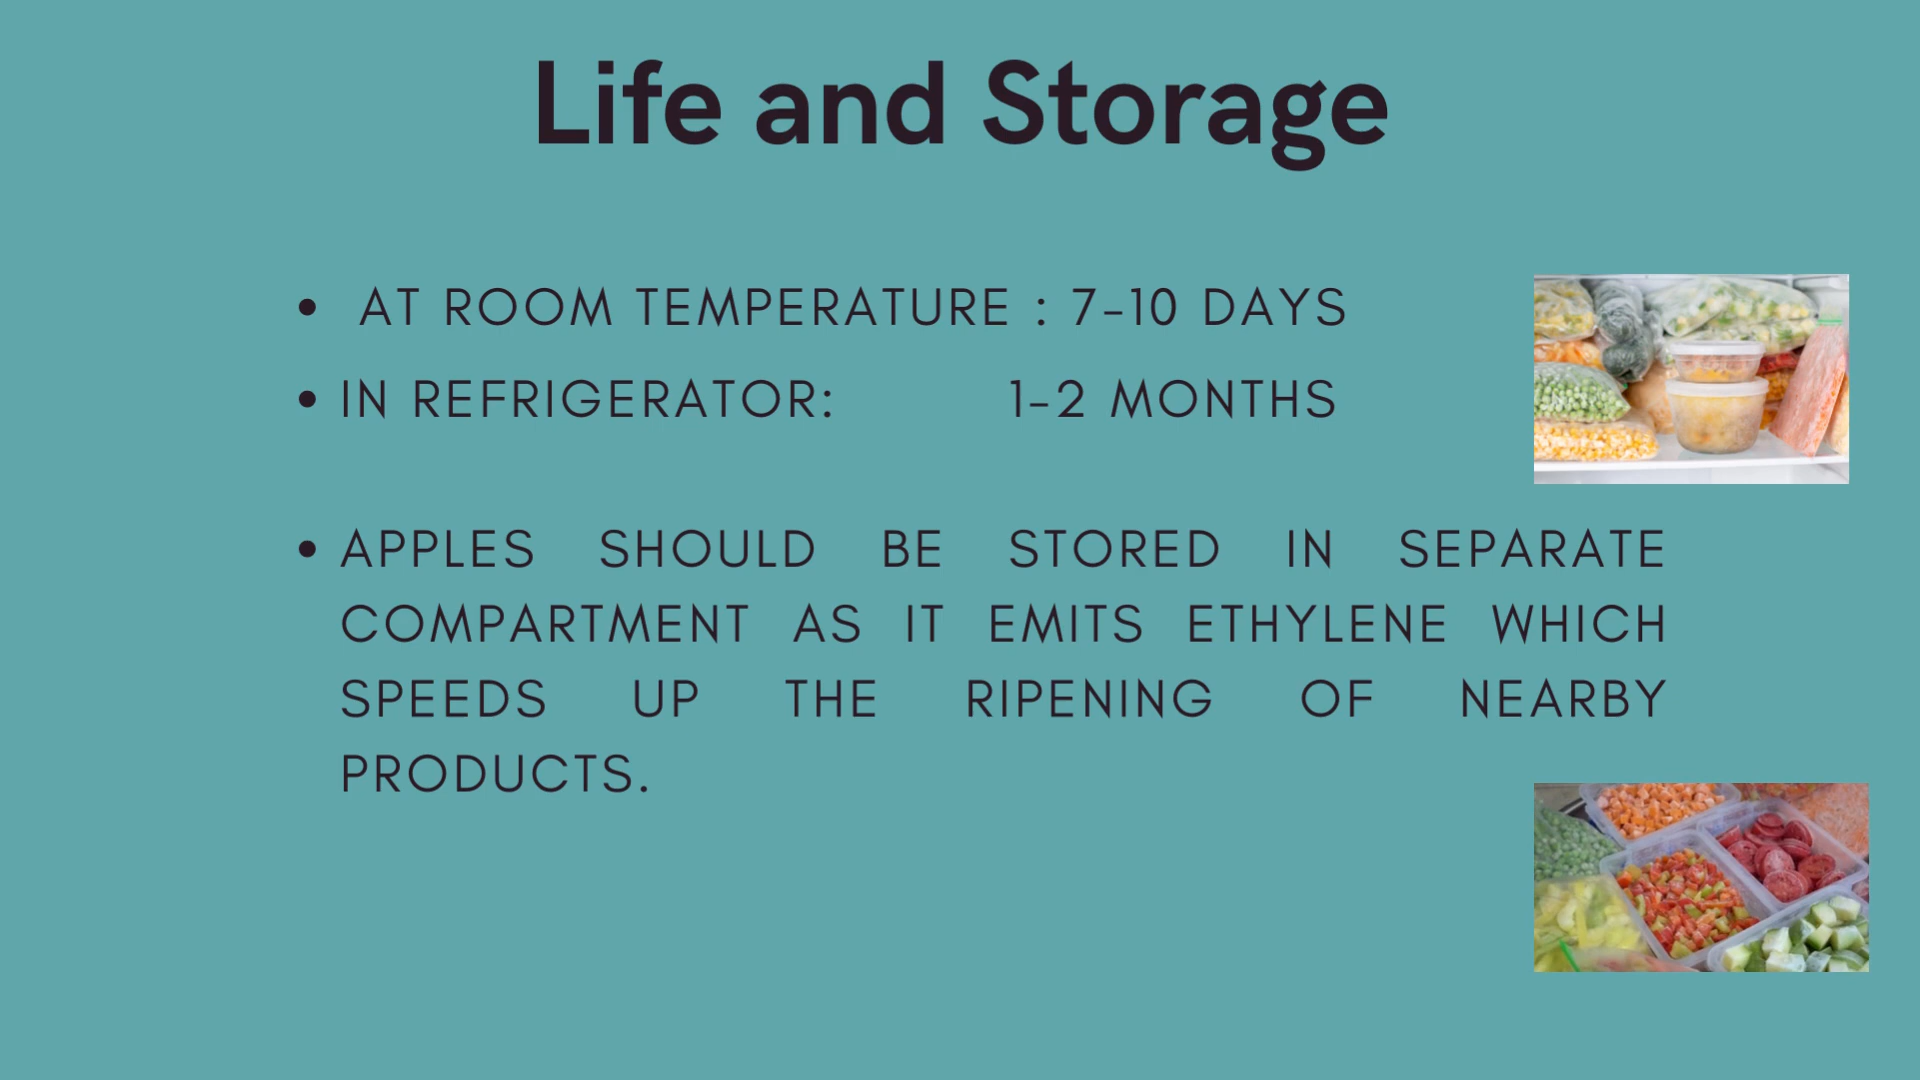 Life and Storage
• AT ROOM TEMPERATURE : 7-10 DAYS
• IN REFRIGERATOR: 1-2 MONTHS
• APPLES SHOULD BE STORED IN SEPARATE
COMPARTMENT AS IT EMITS ETHYLENE WHICH
SPEEDS UP THE RIPENING OF NEARBY
PRODUCTS.